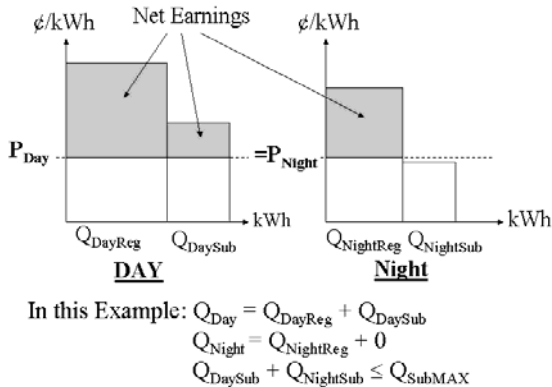 Net Earnings
¢/kWh
¢/kWh
P_Day
=P_Night
kWh
kWh
Q_DayReg
Q_DaySub
Q_NightReg
Q_NightSub
DAY
Night
In this Example: Q_Day = Q_DayReg + Q_DaySub
Q_Night = Q_NightReg + 0
Q_DaySub + Q_NightSub ≤ Q_SubMAX